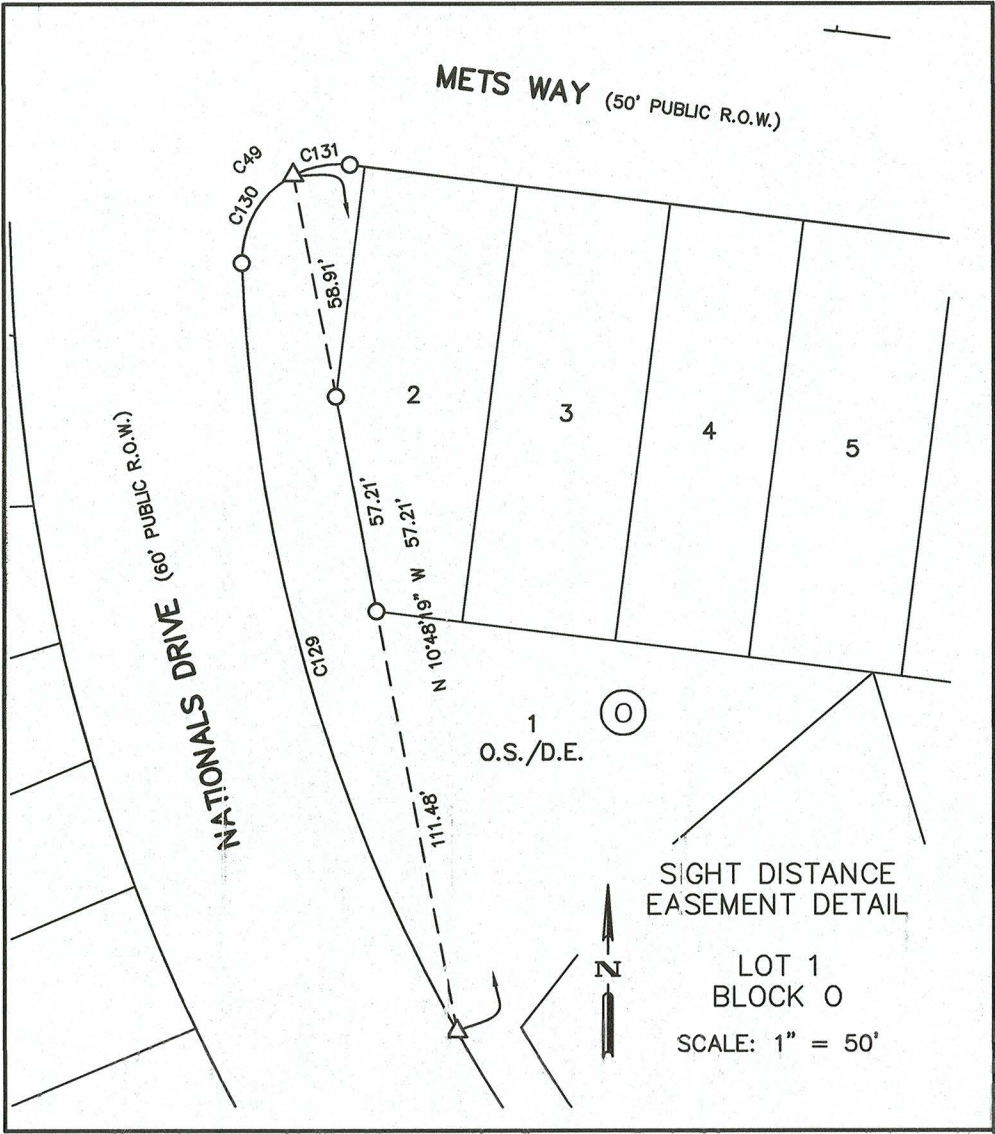 METS WAY (50' PUBLIC R.O.W.)
C49
C131
C130
58.91'
2
3
4
5
57.21'
57.21'
N 10°48'19" W
NATIONALS DRIVE (60' PUBLIC R.O.W.)
C129
1
O.S./D.E.
O
111.48'
SIGHT DISTANCE
EASEMENT DETAIL
N
LOT 1
BLOCK O
SCALE: 1" = 50'